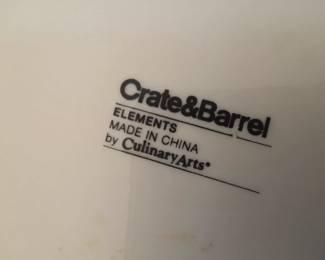 Crate&Barrel
ELEMENTS
MADE IN CHINA
by CulinaryArts®